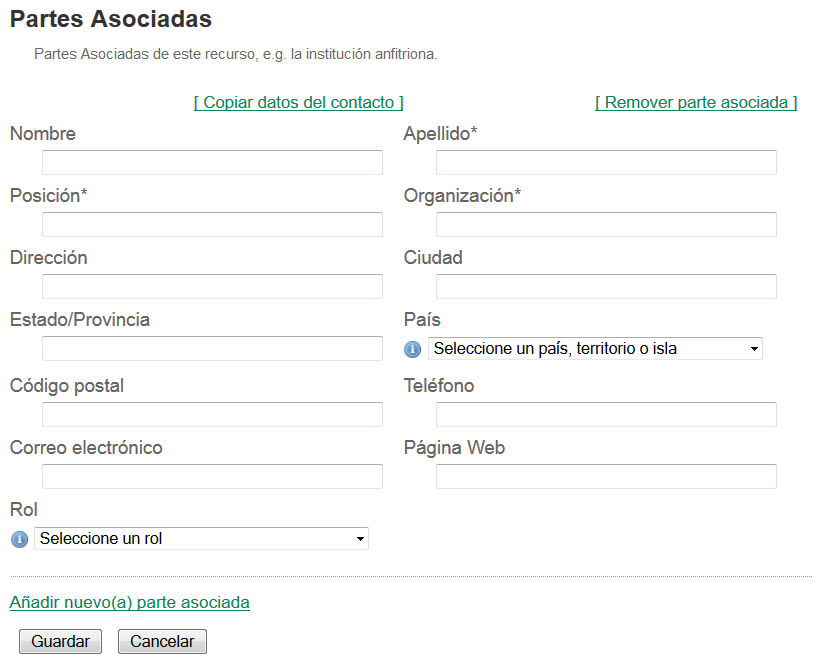 Partes Asociadas
Partes Asociadas de este recurso, e.g. la institución anfitriona.
[ Copiar datos del contacto ] [ Remover parte asociada ]
Nombre Apellido*
Posición* Organización*
Dirección Ciudad
Estado/Provincia País
Seleccione un país, territorio o isla
Código postal Teléfono
Correo electrónico Página Web
Rol
Seleccione un rol
Añadir nuevo(a) parte asociada
Guardar Cancelar